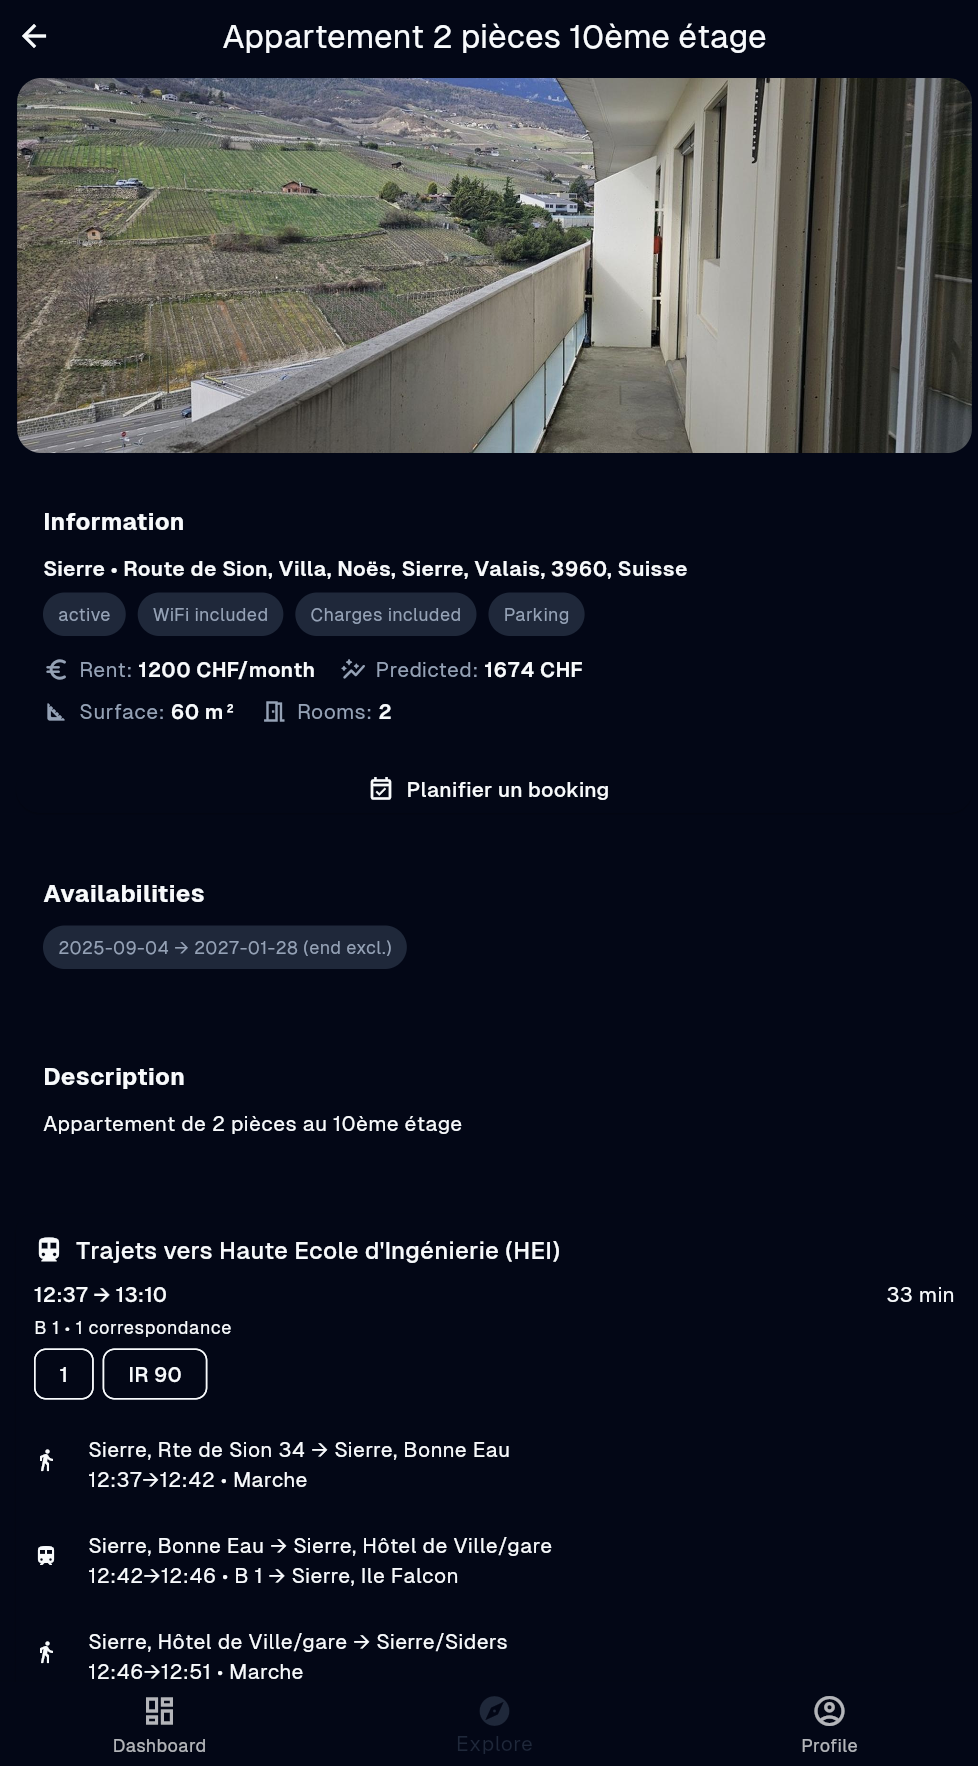 Appartement 2 pièces 10ème étage
Information
Sierre • Route de Sion, Villa, Noës, Sierre, Valais, 3960, Suisse
active WiFi included Charges included Parking
Rent: 1200 CHF/month Predicted: 1674 CHF
Surface: 60 m² Rooms: 2
Planifier un booking
Availabilities
2025-09-04 → 2027-01-28 (end excl.)
Description
Appartement de 2 pièces au 10ème étage
Trajets vers Haute Ecole d'Ingénierie (HEI)
12:37 → 13:10 33 min
B 1 • 1 correspondance
1 IR 90
Sierre, Rte de Sion 34 → Sierre, Bonne Eau
12:37→12:42 • Marche
Sierre, Bonne Eau → Sierre, Hôtel de Ville/gare
12:42→12:46 • B 1 → Sierre, Ile Falcon
Sierre, Hôtel de Ville/gare → Sierre/Siders
12:46→12:51 • Marche
Dashboard Explore Profile